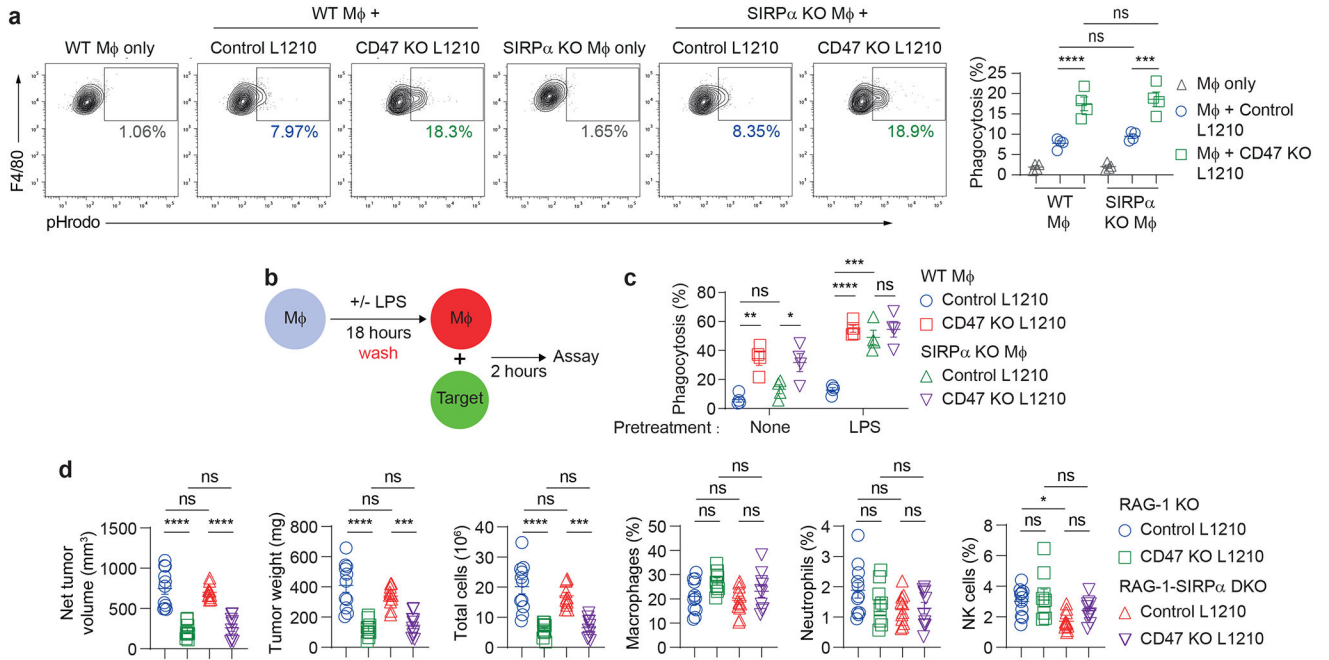 a
WT Mϕ +
SIRPα KO Mϕ +
WT Mϕ only
Control L1210
CD47 KO L1210
SIRPα KO Mϕ only
Control L1210
CD47 KO L1210
1.06%
7.97%
18.3%
1.65%
8.35%
18.9%
F4/80
pHrodo
ns
ns
****
***
Phagocytosis (%)
25
20
15
10
5
0
WT
Mϕ
SIRPα
KO Mϕ
Mϕ only
Mϕ + Control
L1210
Mϕ + CD47 KO
L1210
b
Mϕ
+/- LPS
18 hours
wash
Mϕ
+
Target
2 hours
Assay
c
Phagocytosis (%)
80
60
40
20
0
ns
**
*
***
****
ns
Pretreatment :
None
LPS
WT Mϕ
Control L1210
CD47 KO L1210
SIRPα KO Mϕ
Control L1210
CD47 KO L1210
d
ns
ns
****
****
Net tumor
volume (mm3)
1500
1000
500
0
ns
ns
****
***
Tumor weight (mg)
800
600
400
200
0
ns
ns
****
***
Total cells (106)
40
30
20
10
0
ns
ns
ns
ns
Macrophages (%)
50
40
30
20
10
0
ns
ns
ns
ns
Neutrophils (%)
4
3
2
1
0
ns
*
ns
ns
NK cells (%)
8
6
4
2
0
RAG-1 KO
Control L1210
CD47 KO L1210
RAG-1-SIRPα DKO
Control L1210
CD47 KO L1210